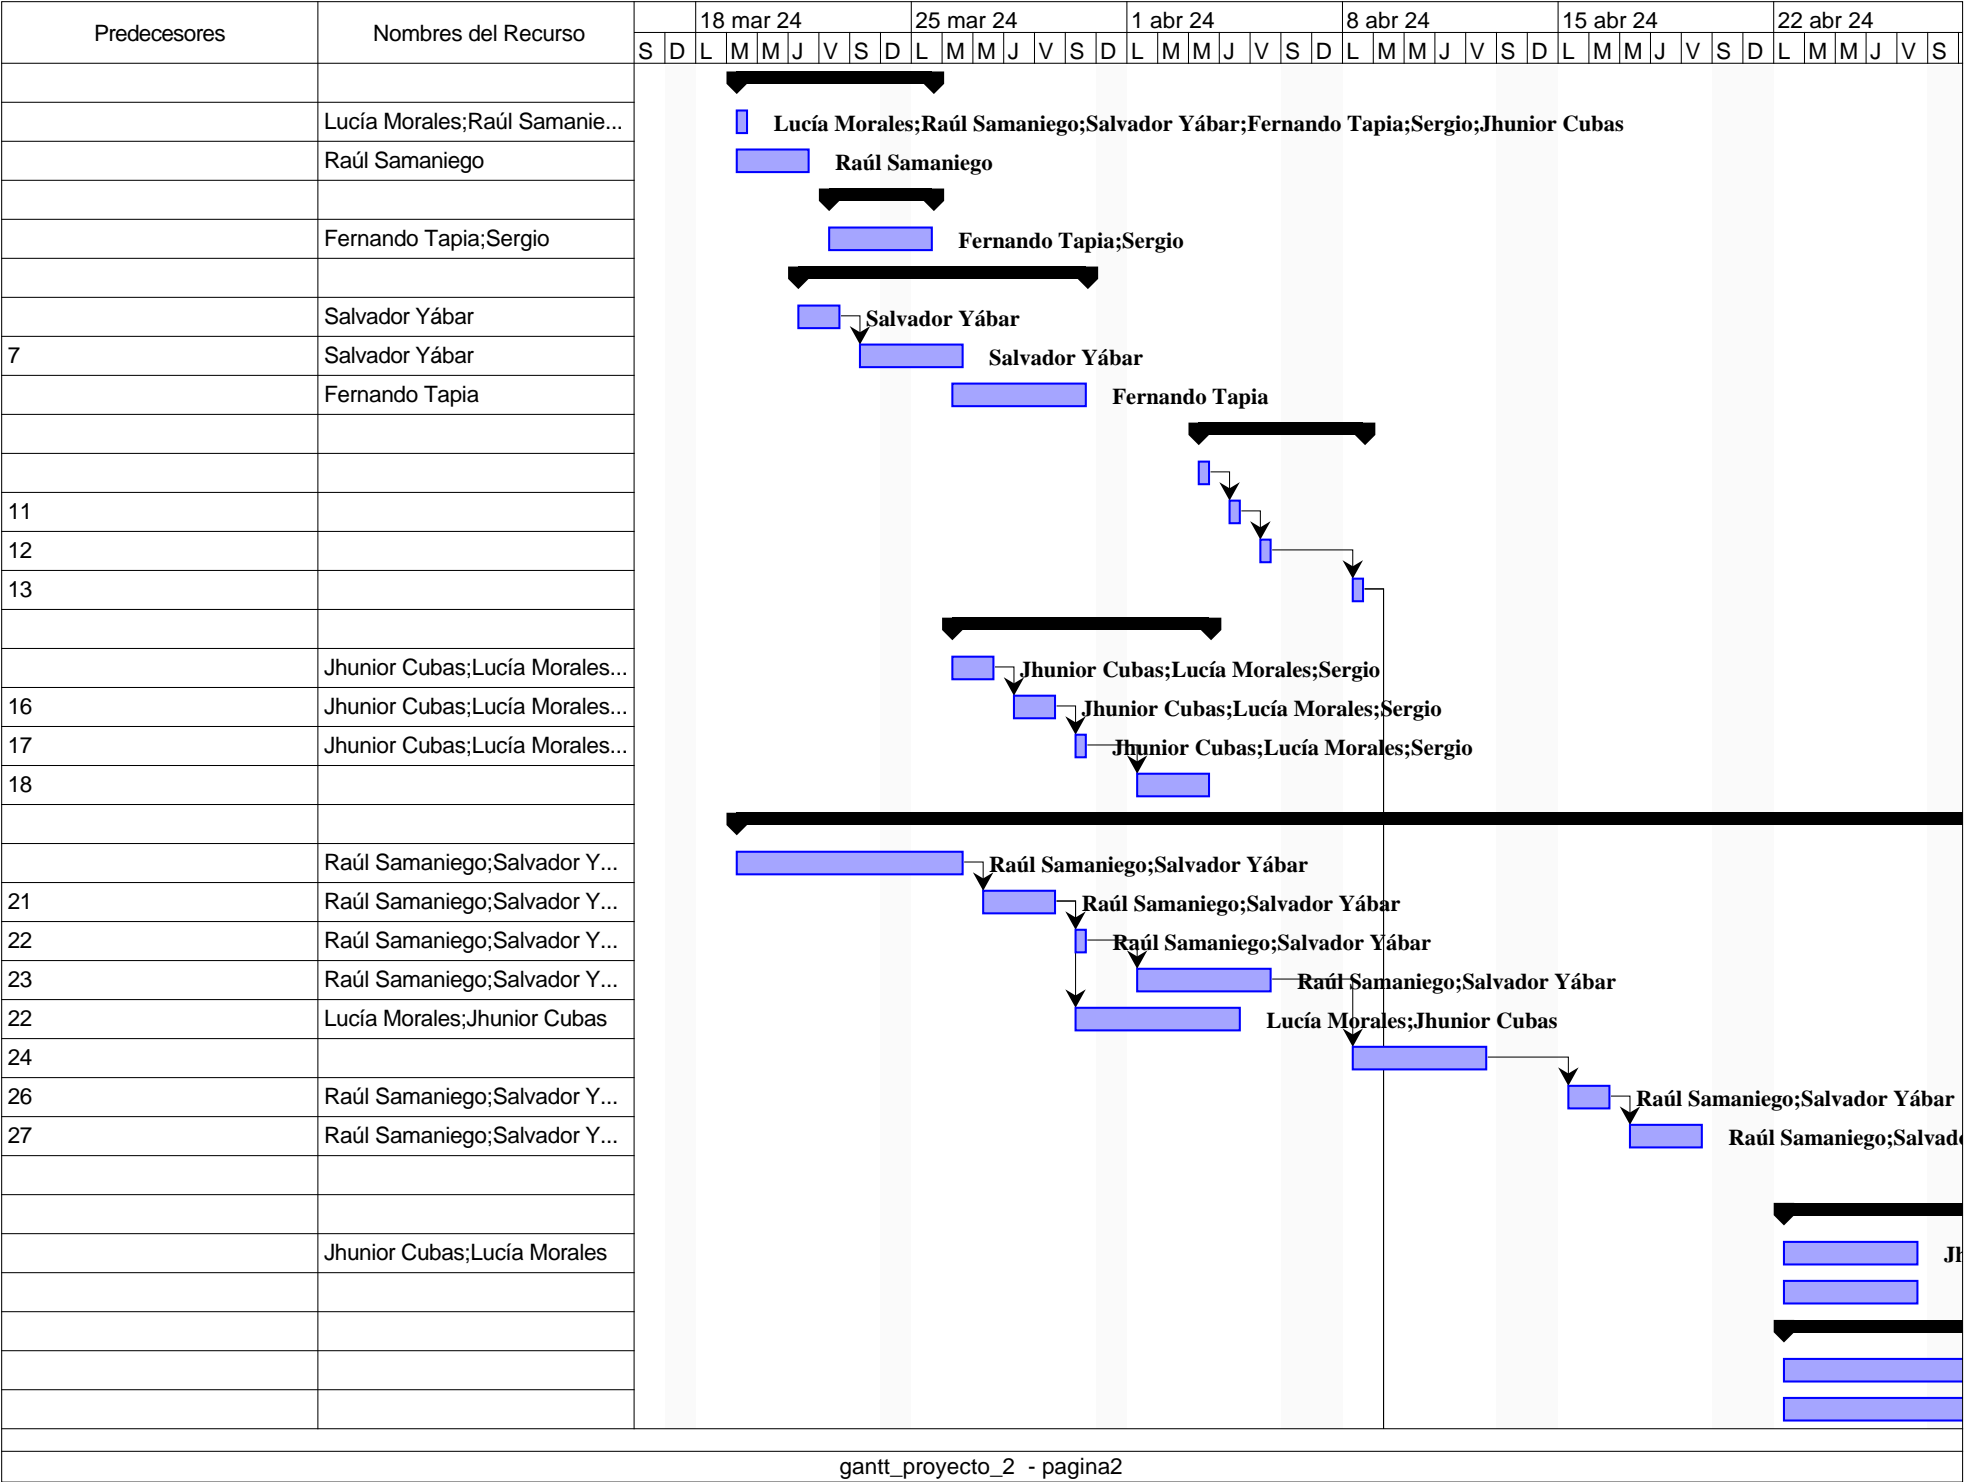 Predecesores Nombres del Recurso 18 mar 24 25 mar 24 1 abr 24 8 abr 24 15 abr 24 22 abr 24
S D L M M J V S D L M M J V S D L M M J V S D L M M J V S D L M M J V S D L M M J V S
Lucía Morales;Raúl Samanie... Lucía Morales;Raúl Samaniego;Salvador Yábar;Fernando Tapia;Sergio;Jhunior Cubas
Raúl Samaniego Raúl Samaniego
Fernando Tapia;Sergio Fernando Tapia;Sergio
Salvador Yábar Salvador Yábar
7 Salvador Yábar Salvador Yábar
Fernando Tapia Fernando Tapia
11
12
13
Jhunior Cubas;Lucía Morales... Jhunior Cubas;Lucía Morales;Sergio
16 Jhunior Cubas;Lucía Morales... Jhunior Cubas;Lucía Morales;Sergio
17 Jhunior Cubas;Lucía Morales... Jhunior Cubas;Lucía Morales;Sergio
18
Raúl Samaniego;Salvador Y... Raúl Samaniego;Salvador Yábar
21 Raúl Samaniego;Salvador Y... Raúl Samaniego;Salvador Yábar
22 Raúl Samaniego;Salvador Y... Raúl Samaniego;Salvador Yábar
23 Raúl Samaniego;Salvador Y... Raúl Samaniego;Salvador Yábar
22 Lucía Morales;Jhunior Cubas Lucía Morales;Jhunior Cubas
24
26 Raúl Samaniego;Salvador Y... Raúl Samaniego;Salvador Yábar
27 Raúl Samaniego;Salvador Y... Raúl Samaniego;Salvad
Jhunior Cubas;Lucía Morales Jh
gantt_proyecto_2 - pagina2